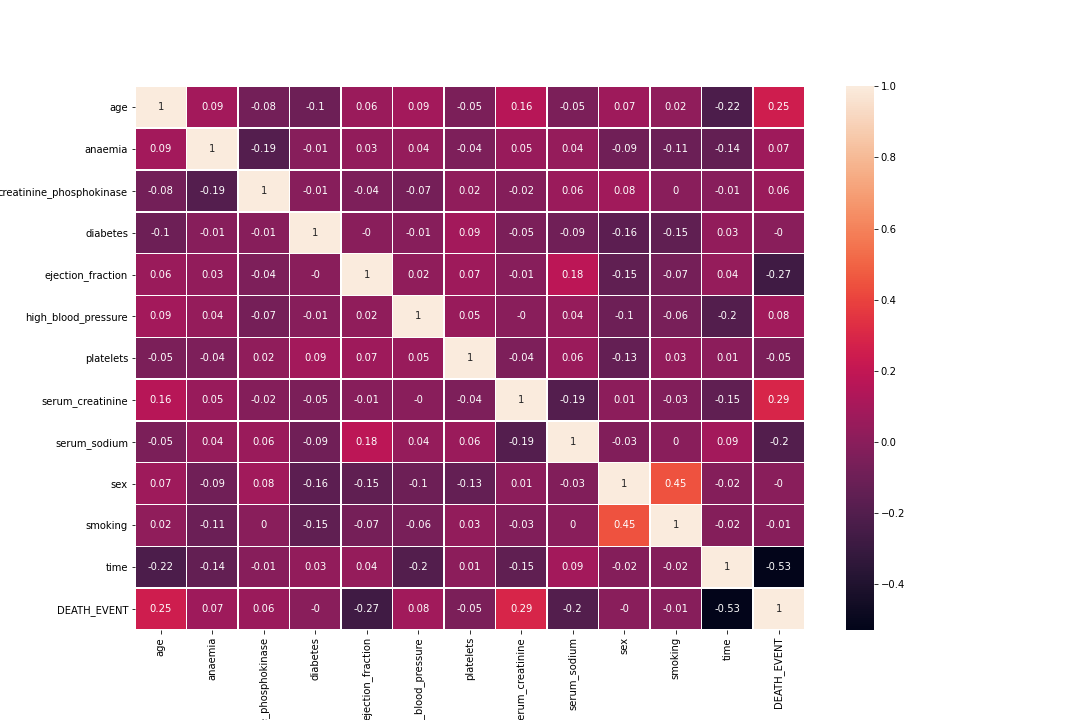 age 1 0.09 -0.08 -0.1 0.06 0.09 -0.05 0.16 -0.05 0.07 0.02 -0.22 0.25
anaemia 0.09 1 -0.19 -0.01 0.03 0.04 -0.04 0.05 0.04 -0.09 -0.11 -0.14 0.07
creatinine_phosphokinase -0.08 -0.19 1 -0.01 -0.04 -0.07 0.02 -0.02 0.06 0.08 0 -0.01 0.06
diabetes -0.1 -0.01 -0.01 1 -0 -0.01 0.09 -0.05 -0.09 -0.16 -0.15 0.03 -0
ejection_fraction 0.06 0.03 -0.04 -0 1 0.02 0.07 -0.01 0.18 -0.15 -0.07 0.04 -0.27
high_blood_pressure 0.09 0.04 -0.07 -0.01 0.02 1 0.05 -0 0.04 -0.1 -0.06 -0.2 0.08
platelets -0.05 -0.04 0.02 0.09 0.07 0.05 1 -0.04 0.06 -0.13 0.03 0.01 -0.05
serum_creatinine 0.16 0.05 -0.02 -0.05 -0.01 -0 -0.04 1 -0.19 0.01 -0.03 -0.15 0.29
serum_sodium -0.05 0.04 0.06 -0.09 0.18 0.04 0.06 -0.19 1 -0.03 0 0.09 -0.2
sex 0.07 -0.09 0.08 -0.16 -0.15 -0.1 -0.13 0.01 -0.03 1 0.45 -0.02 -0
smoking 0.02 -0.11 0 -0.15 -0.07 -0.06 0.03 -0.03 0 0.45 1 -0.02 -0.01
time -0.22 -0.14 -0.01 0.03 0.04 -0.2 0.01 -0.15 0.09 -0.02 -0.02 1 -0.53
DEATH_EVENT 0.25 0.07 0.06 -0 -0.27 0.08 -0.05 0.29 -0.2 -0 -0.01 -0.53 1
age
anaemia
_phosphokinase
diabetes
ejection_fraction
_blood_pressure
platelets
erum_creatinine
serum_sodium
sex
smoking
time
DEATH_EVENT
1.0
0.8
0.6
0.4
0.2
0.0
−0.2
−0.4